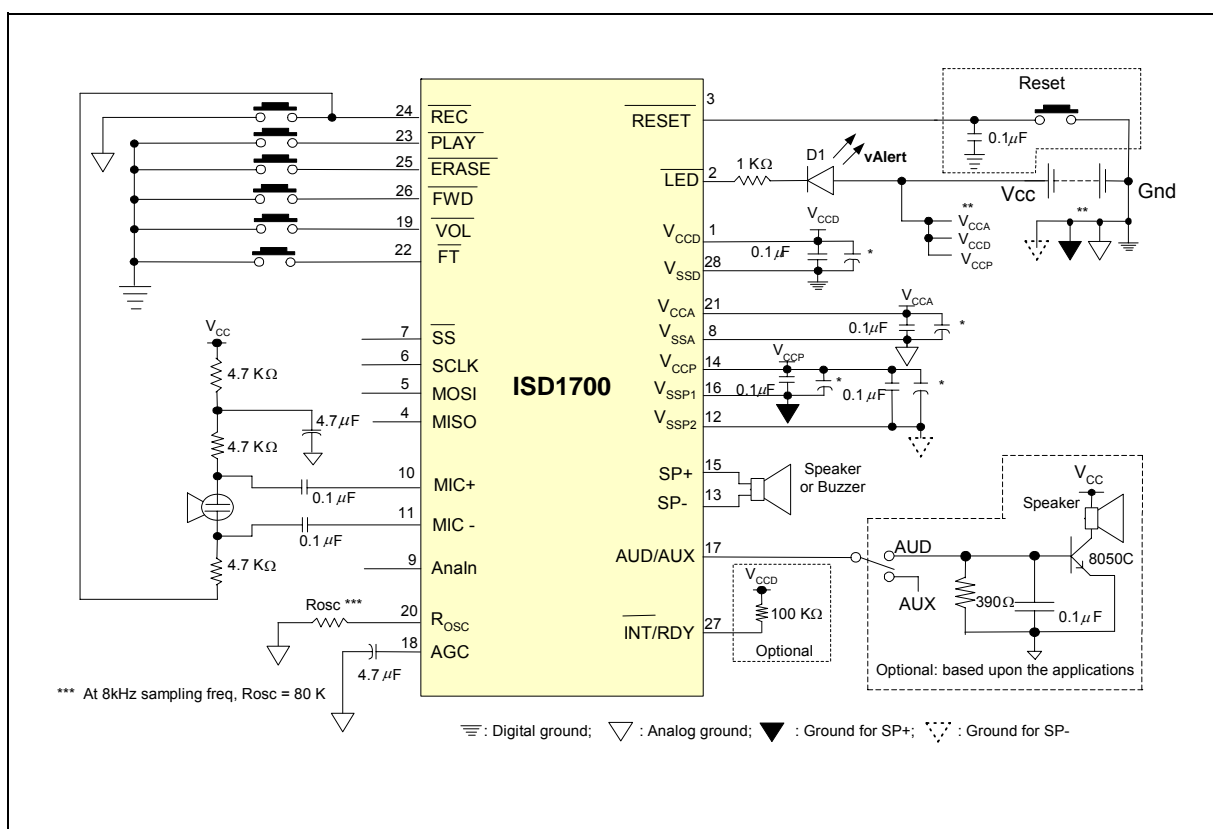 Reset
3
RESET
0.1µF
24
REC
23
PLAY
25
ERASE
26
FWD
19
VOL
22
FT
1 KΩ
D1
vAlert
2
LED
Vcc
Gnd
**
VCCA
VCCD
VCCP
**
VCCD
1
VCCD
0.1µF
*
28
VSSD
VCCA
21
VCCA
0.1µF
*
8
VSSA
14
VCCP
VCCP
0.1µF
*
0.1µF
*
16
VSSP1
12
VSSP2
VCC
4.7 KΩ
4.7µF
4.7 KΩ
7
SS
6
SCLK
5
MOSI
4
MISO
ISD1700
10
MIC+
0.1µF
11
MIC -
0.1µF
4.7 KΩ
9
AnaIn
Rosc ***
20
ROSC
18
AGC
4.7 µF
15
SP+
13
SP-
Speaker
or Buzzer
17
AUD/AUX
AUD
AUX
VCC
Speaker
8050C
390Ω
0.1µF
Optional: based upon the applications
VCCD
100 KΩ
27
INT/RDY
Optional
*** At 8kHz sampling freq, Rosc = 80 K
: Digital ground; : Analog ground; : Ground for SP+; : Ground for SP-